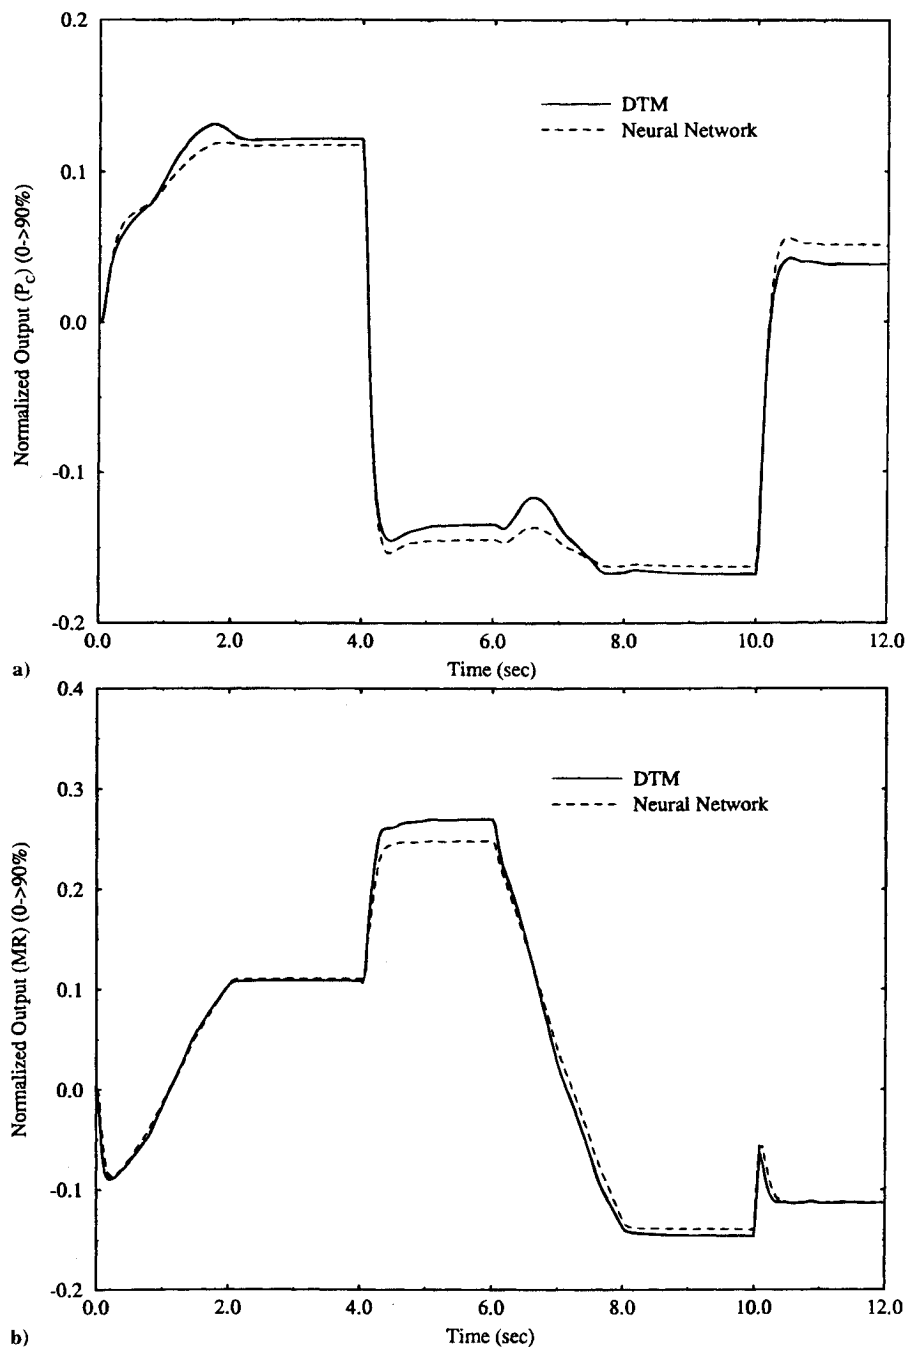 a)
0.2
0.1
0.0
-0.1
-0.2
Normalized Output (PC) (0->90%)
DTM
Neural Network
0.0 2.0 4.0 6.0 8.0 10.0 12.0
Time (sec)
b)
0.4
0.3
0.2
0.1
0.0
-0.1
-0.2
Normalized Output (MR) (0->90%)
DTM
Neural Network
0.0 2.0 4.0 6.0 8.0 10.0 12.0
Time (sec)